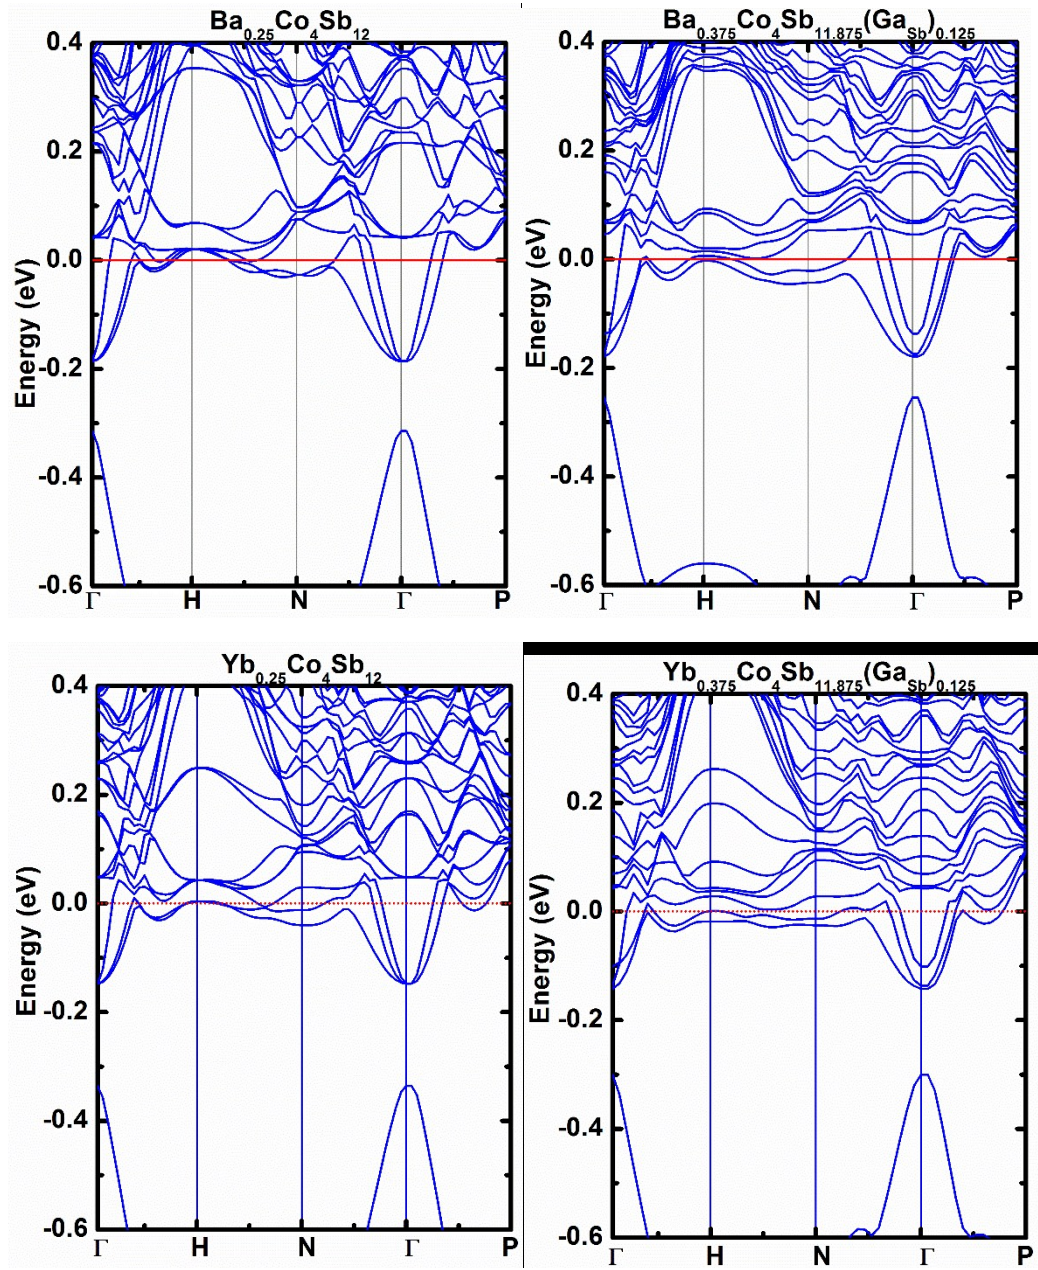 Ba0.25Co4Sb12
0.4
0.2
0.0
-0.2
-0.4
-0.6
Energy (eV)
Γ H N Γ P
Ba0.375Co4Sb11.875(GaSb)0.125
0.4
0.2
0.0
-0.2
-0.4
-0.6
Energy (eV)
Γ H N Γ P
Yb0.25Co4Sb12
0.4
0.2
0.0
-0.2
-0.4
-0.6
Energy (eV)
Γ H N Γ P
Yb0.375Co4Sb11.875(GaSb)0.125
0.4
0.2
0.0
-0.2
-0.4
-0.6
Energy (eV)
Γ H N Γ P